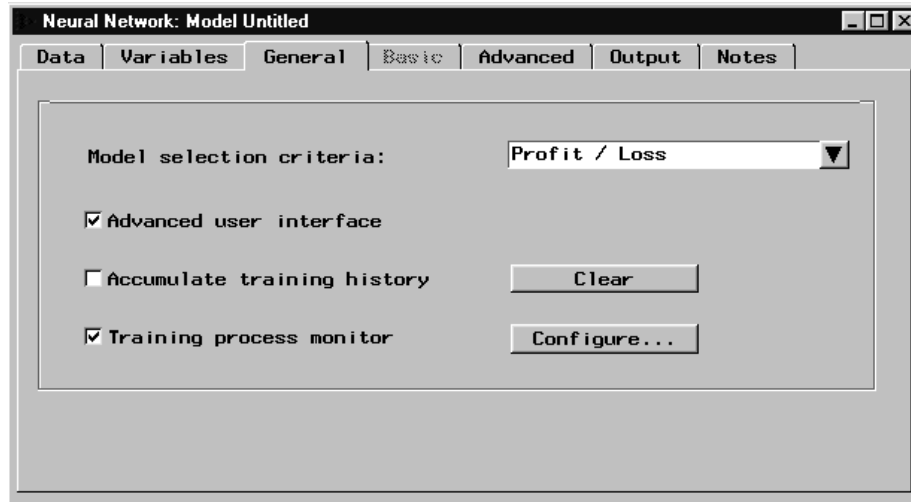 Neural Network: Model Untitled
Data Variables General Basic Advanced Output Notes
Model selection criteria: Profit / Loss
Advanced user interface
Accumulate training history Clear
Training process monitor Configure...